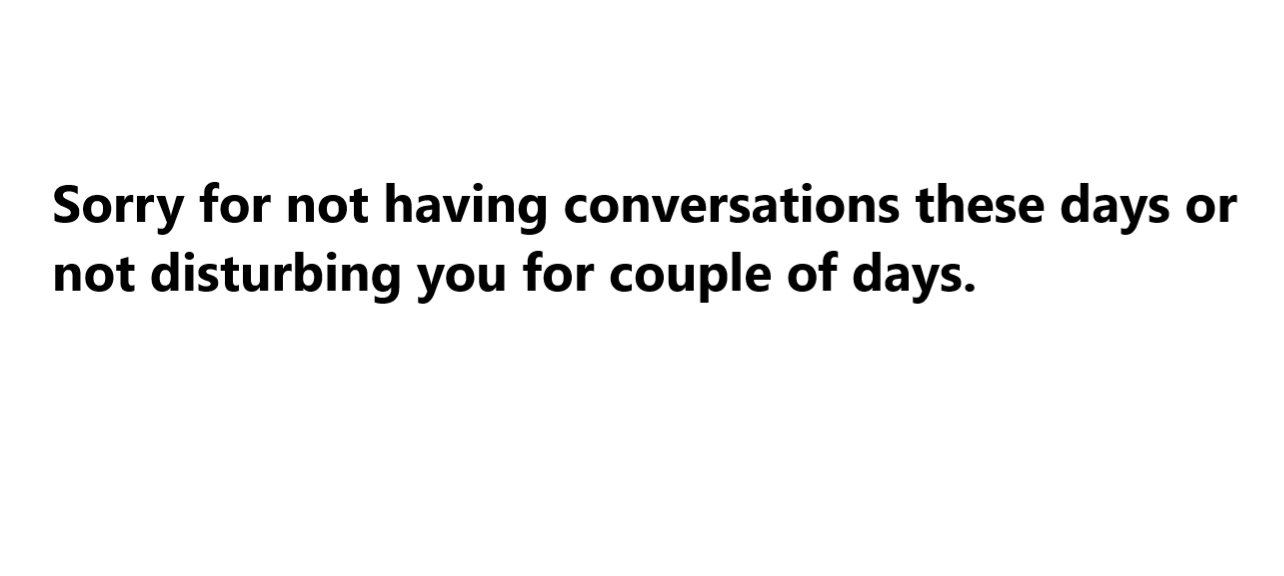 Sorry for not having conversations these days or
not disturbing you for couple of days.